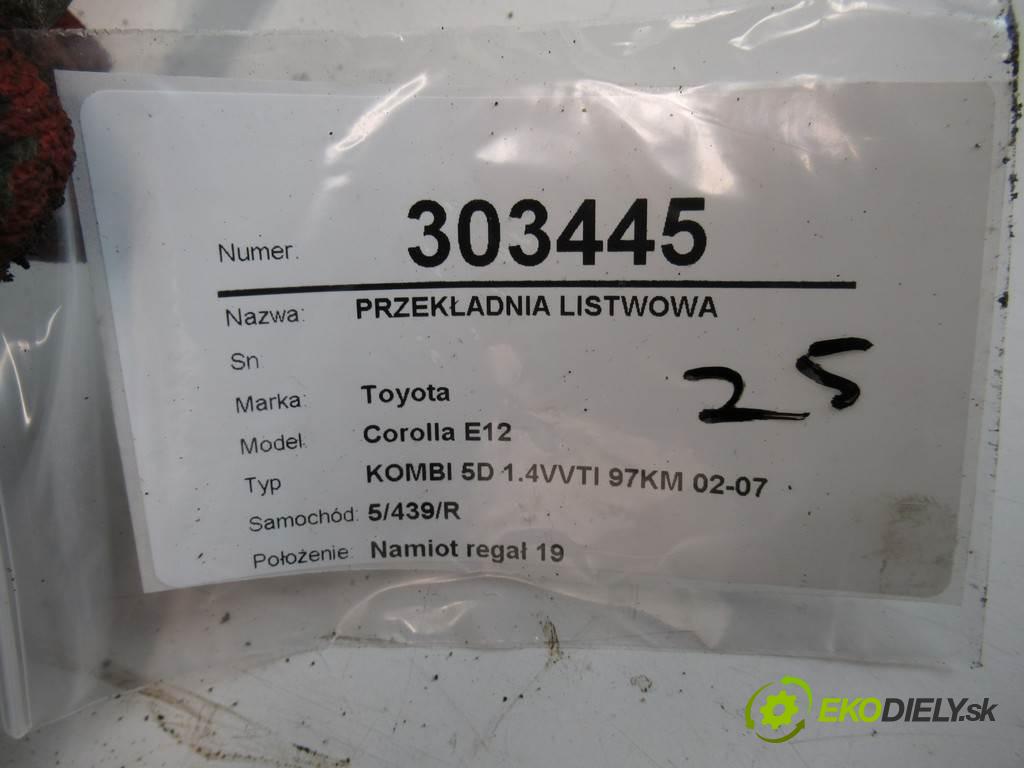 Numer: 303445
Nazwa: PRZEKŁADNIA LISTWOWA
Sn
Marka: Toyota
Model: Corolla E12
Typ KOMBI 5D 1.4VVTI 97KM 02-07
Samochód: 5/439/R
Położenie: Namiot regał 19
25
EKODIELY.sk